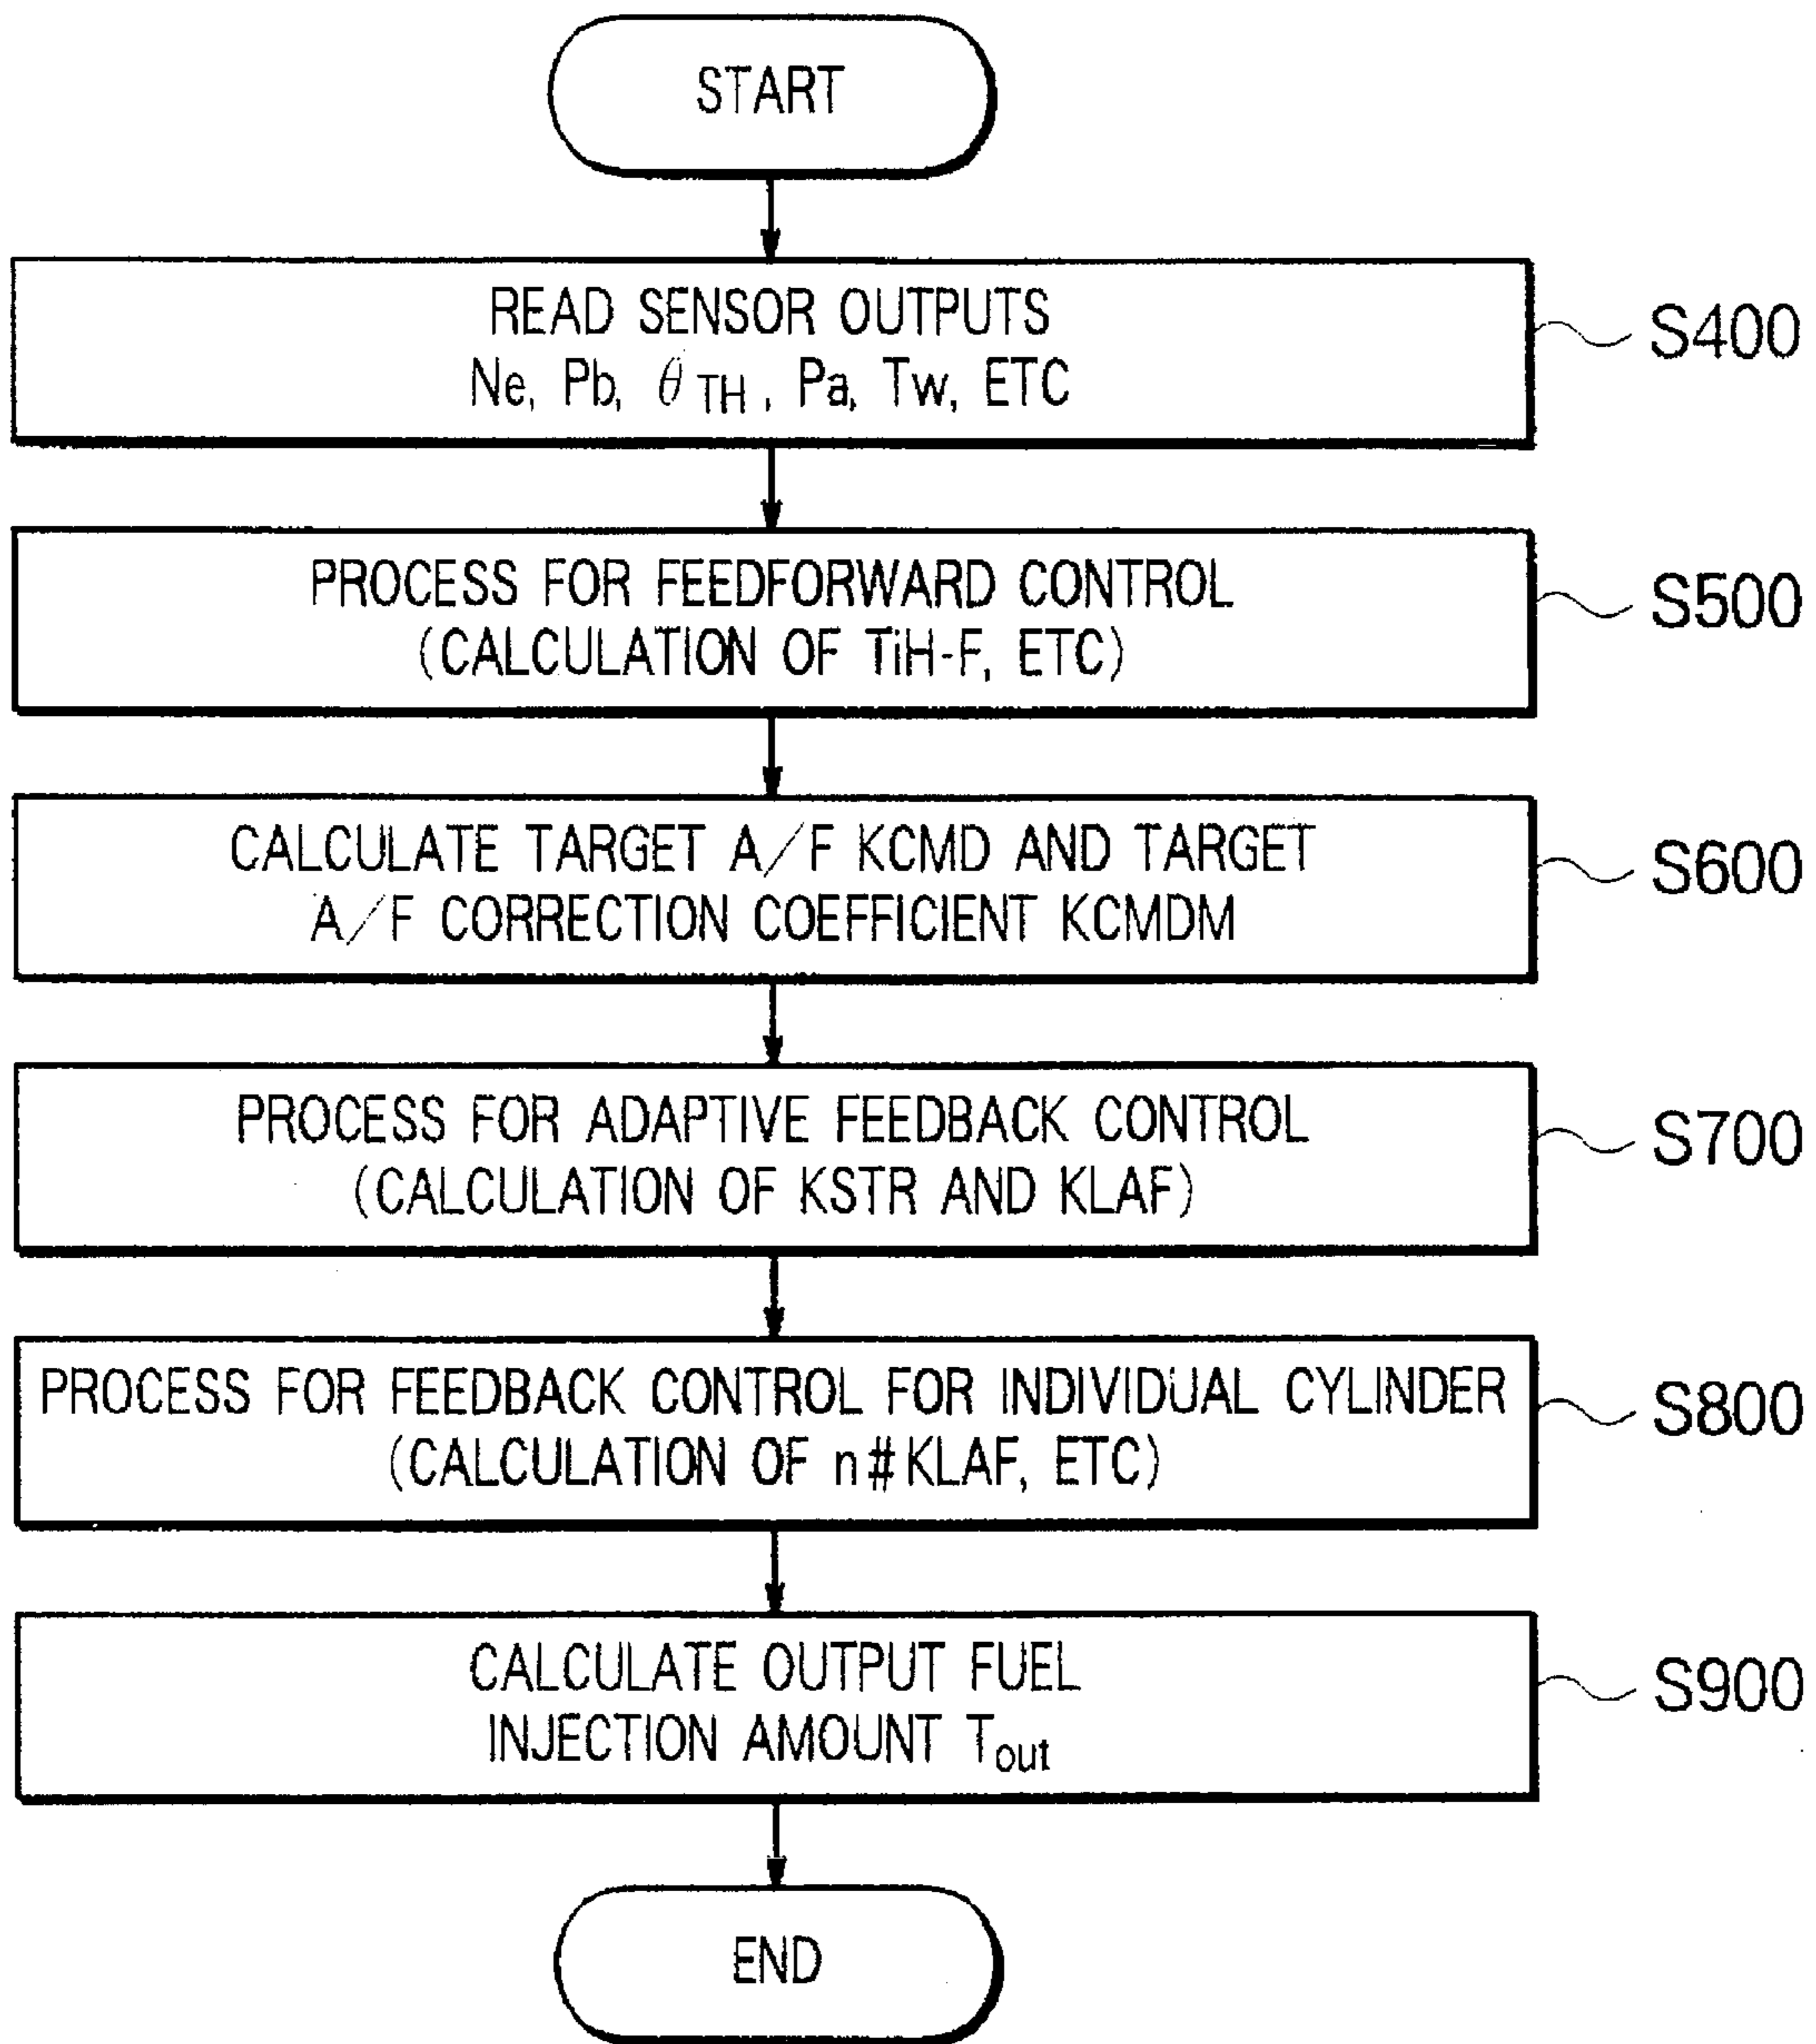 START
READ SENSOR OUTPUTS
Ne, Pb, θTH, Pa, Tw, ETC
S400
PROCESS FOR FEEDFORWARD CONTROL
(CALCULATION OF TiH-F, ETC)
S500
CALCULATE TARGET A/F KCMD AND TARGET
A/F CORRECTION COEFFICIENT KCMDM
S600
PROCESS FOR ADAPTIVE FEEDBACK CONTROL
(CALCULATION OF KSTR AND KLAF)
S700
PROCESS FOR FEEDBACK CONTROL FOR INDIVIDUAL CYLINDER
(CALCULATION OF n#KLAF, ETC)
S800
CALCULATE OUTPUT FUEL
INJECTION AMOUNT Tout
S900
END